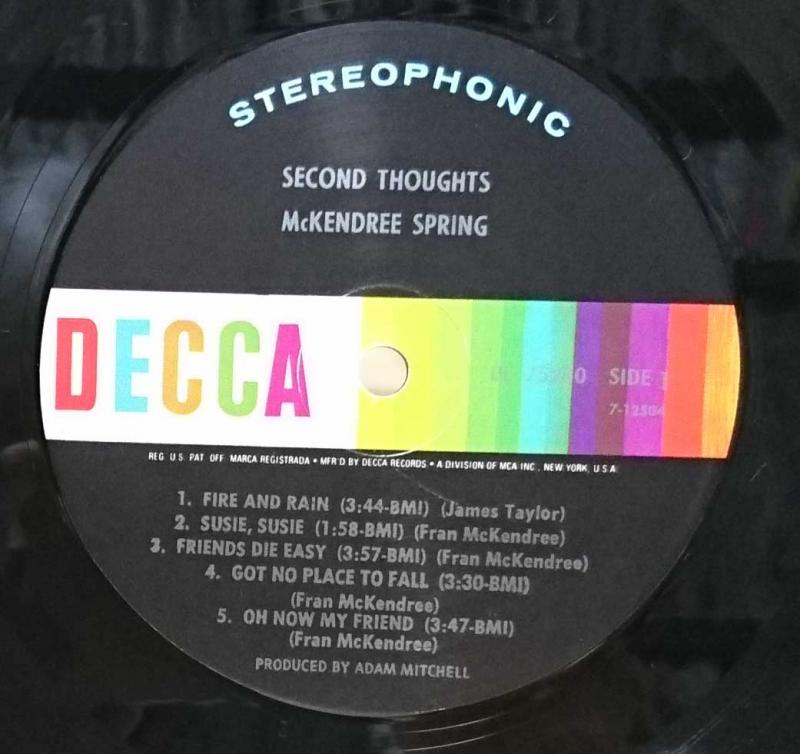 STEREOPHONIC
SECOND THOUGHTS
McKENDREE SPRING
DECCA
SIDE 1
REG. U.S. PAT. OFF. MARCA REGISTRADA • MFR'D BY DECCA RECORDS • A DIVISION OF MCA INC., NEW YORK, U.S.A.
1. FIRE AND RAIN (3:44-BMI) (James Taylor)
2. SUSIE, SUSIE (1:58-BMI) (Fran McKendree)
3. FRIENDS DIE EASY (3:57-BMI) (Fran McKendree)
4. GOT NO PLACE TO FALL (3:30-BMI)
(Fran McKendree)
5. OH NOW MY FRIEND (3:47-BMI)
(Fran McKendree)
PRODUCED BY ADAM MITCHELL